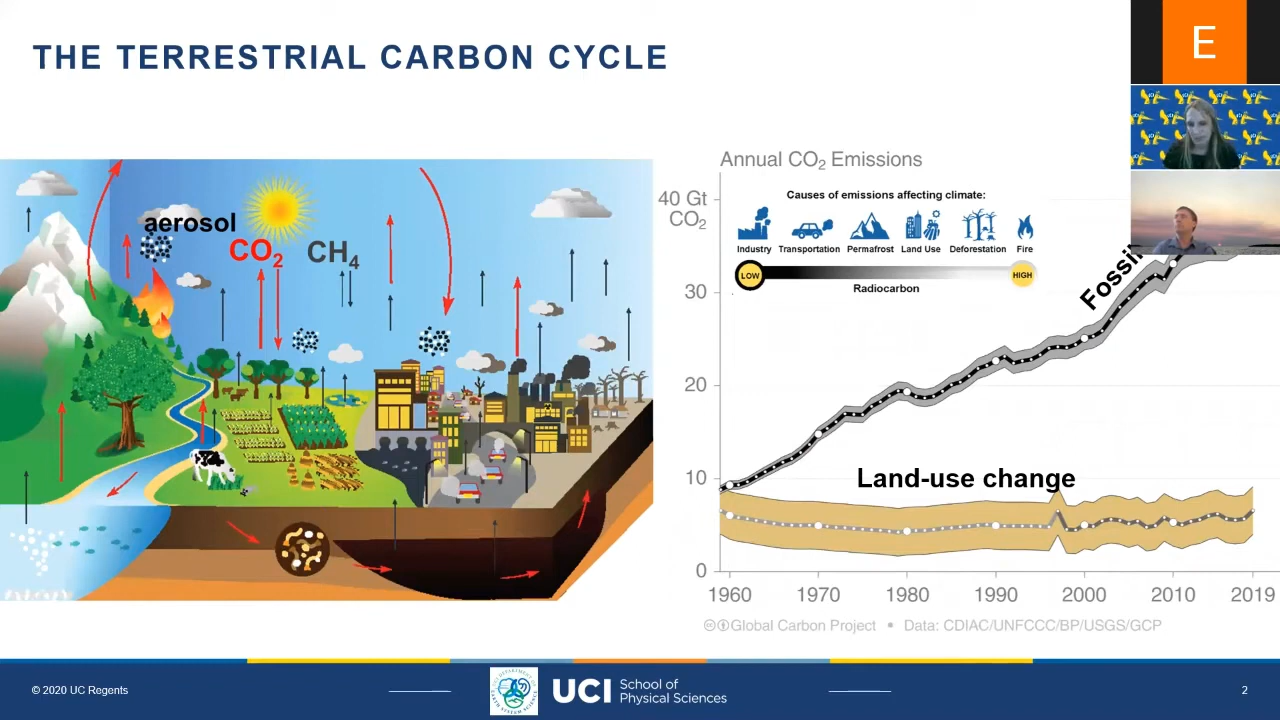 THE TERRESTRIAL CARBON CYCLE
E
aerosol
CO2
CH4
Annual CO2 Emissions
40 Gt
CO2
30
20
10
0
Causes of emissions affecting climate:
Industry Transportation Permafrost Land Use Deforestation Fire
LOW
HIGH
Radiocarbon
Land-use change
1960 1970 1980 1990 2000 2010 2019
Global Carbon Project • Data: CDIAC/UNFCCC/BP/USGS/GCP
© 2020 UC Regents
UCI School of
Physical Sciences
2